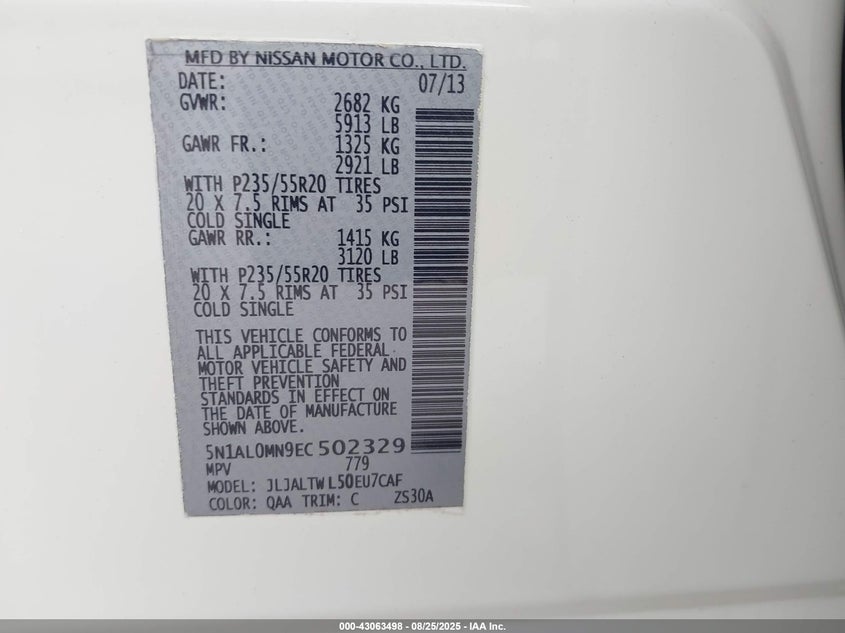 MFD BY NISSAN MOTOR CO., LTD.
DATE: 07/13
GVWR: 2682 KG
5913 LB
GAWR FR.: 1325 KG
2921 LB
WITH P235/55R20 TIRES
20 X 7.5 RIMS AT 35 PSI
COLD SINGLE
GAWR RR.: 1415 KG
3120 LB
WITH P235/55R20 TIRES
20 X 7.5 RIMS AT 35 PSI
COLD SINGLE
THIS VEHICLE CONFORMS TO
ALL APPLICABLE FEDERAL
MOTOR VEHICLE SAFETY AND
THEFT PREVENTION
STANDARDS IN EFFECT ON
THE DATE OF MANUFACTURE
SHOWN ABOVE.
5N1AL0MN9EC502329
MPV 779
MODEL: JLJALTWL50EU7CAF
COLOR: QAA TRIM: C ZS30A
000-43063498 - 08/25/2025 - IAA Inc.